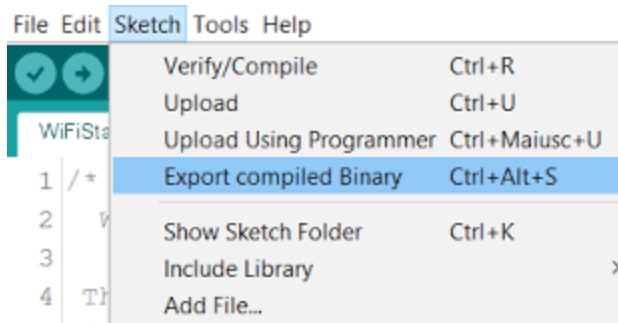 File Edit Sketch Tools Help
Verify/Compile Ctrl+R
Upload Ctrl+U
WiFiSta
Upload Using Programmer Ctrl+Maiusc+U
1 /*
Export compiled Binary Ctrl+Alt+S
2
Show Sketch Folder Ctrl+K
3
Include Library
4 Th
Add File...